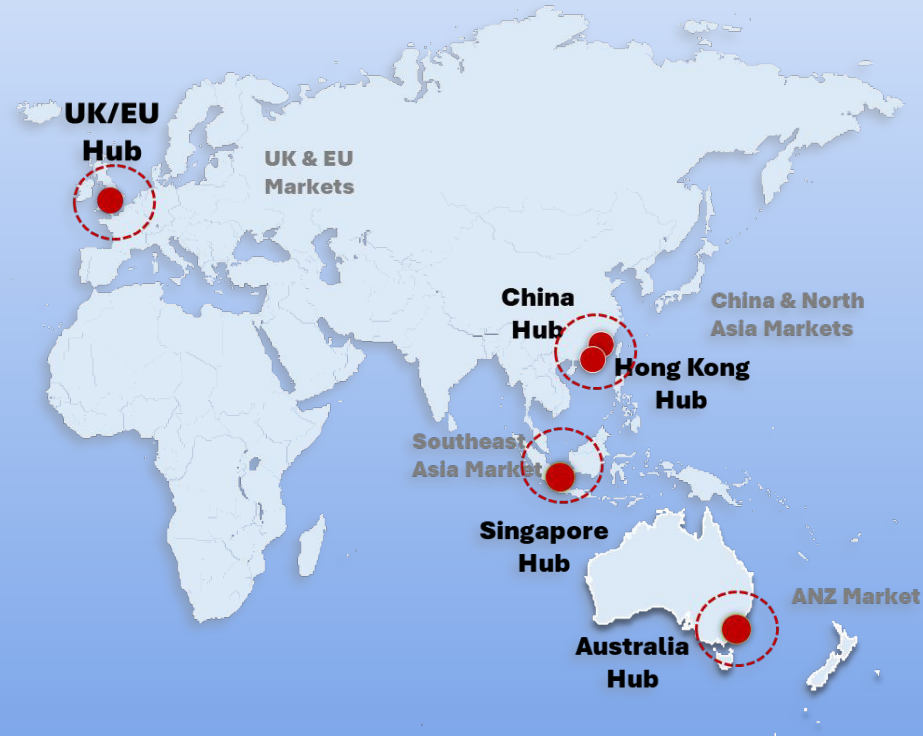 UK/EU
Hub
UK & EU
Markets
China
Hub
China & North
Asia Markets
Hong Kong
Hub
Southeast
Asia Market
Singapore
Hub
ANZ Market
Australia
Hub